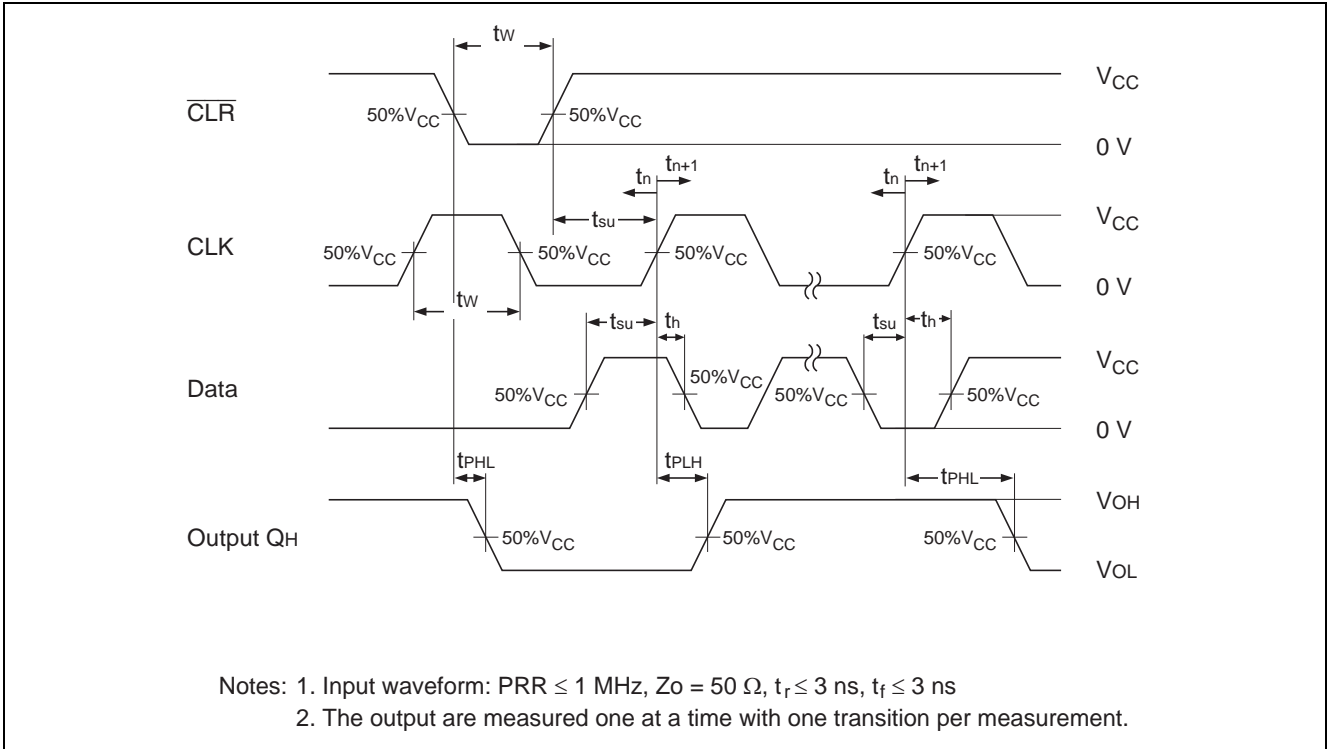 tW
CLR
50%VCC
50%VCC
VCC
0 V
tn
tn+1
tn
tn+1
tsu
CLK
50%VCC
50%VCC
50%VCC
50%VCC
VCC
0 V
tW
tsu
th
tsu
th
Data
50%VCC
50%VCC
50%VCC
50%VCC
VCC
0 V
tPHL
tPLH
tPHL
Output QH
50%VCC
50%VCC
50%VCC
VOH
VOL
Notes: 1. Input waveform: PRR ≤ 1 MHz, Zo = 50 Ω, tr ≤ 3 ns, tf ≤ 3 ns
2. The output are measured one at a time with one transition per measurement.